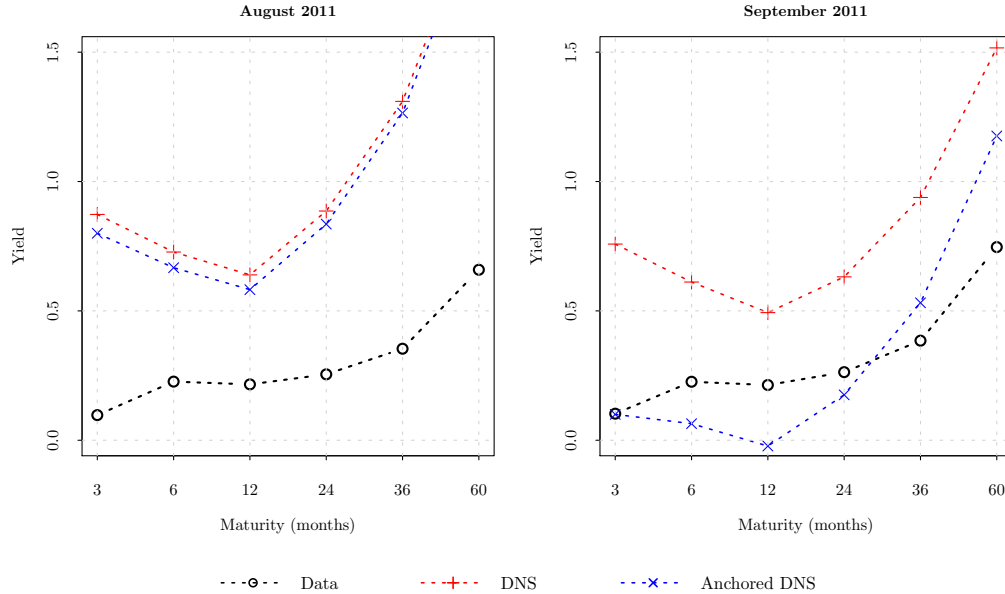 August 2011
Yield
1.5
1.0
0.5
0.0
3 6 12 24 36 60
Maturity (months)
September 2011
Yield
1.5
1.0
0.5
0.0
3 6 12 24 36 60
Maturity (months)
Data DNS Anchored DNS